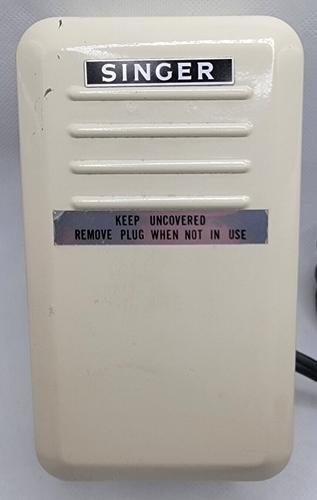 SINGER
KEEP UNCOVERED
REMOVE PLUG WHEN NOT IN USE